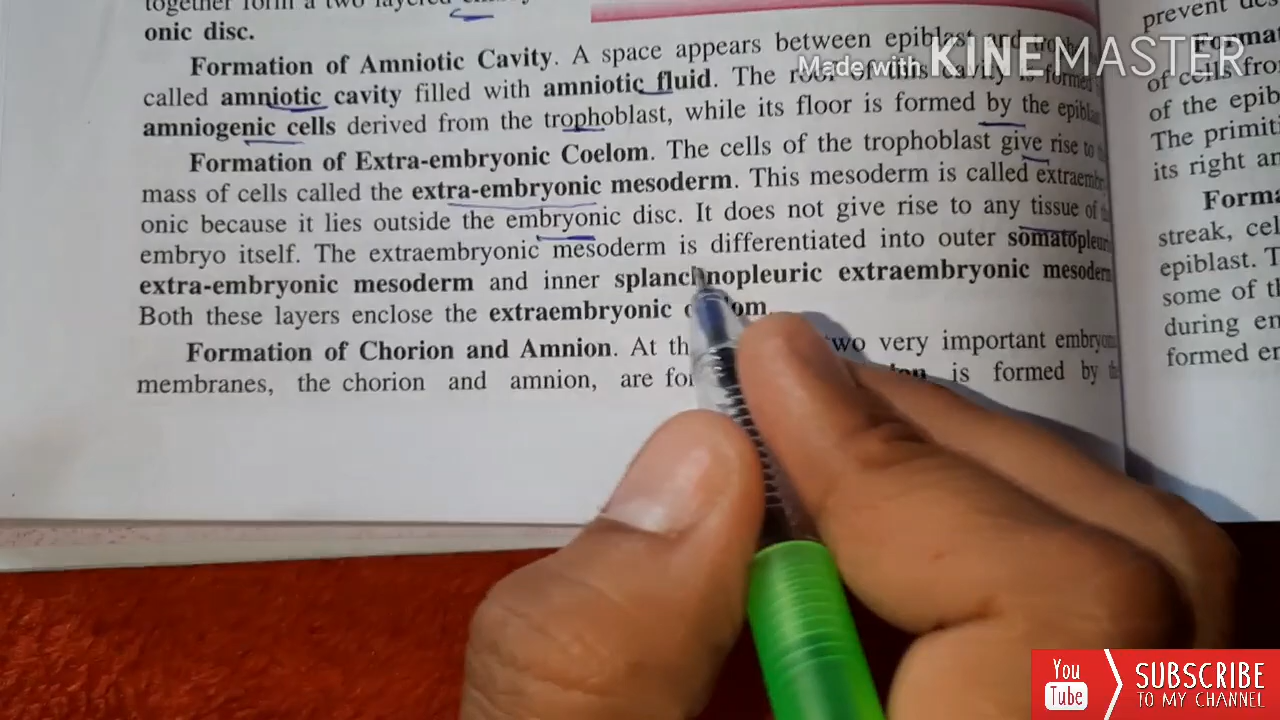 together form a two layered
onic disc.
Formation of Amniotic Cavity. A space appears between epiblast and
called amniotic cavity filled with amniotic fluid. The roof of this cavity is formed
amniogenic cells derived from the trophoblast, while its floor is formed by the epiblast
Formation of Extra-embryonic Coelom. The cells of the trophoblast give rise to
mass of cells called the extra-embryonic mesoderm. This mesoderm is called extraembry
onic because it lies outside the embryonic disc. It does not give rise to any tissue of
embryo itself. The extraembryonic mesoderm is differentiated into outer somatopleuric
extra-embryonic mesoderm and inner splanchnopleuric extraembryonic mesoderm
Both these layers enclose the extraembryonic
Formation of Chorion and Amnion. At two very important embryonic
membranes, the chorion and amnion, are is formed by
prevent
Format
of cells from
of the epib
The primiti
its right an
Forma
streak, cel
epiblast. T
some of th
during em
formed er
Made with KINEMASTER
You Tube
SUBSCRIBE
TO MY CHANNEL